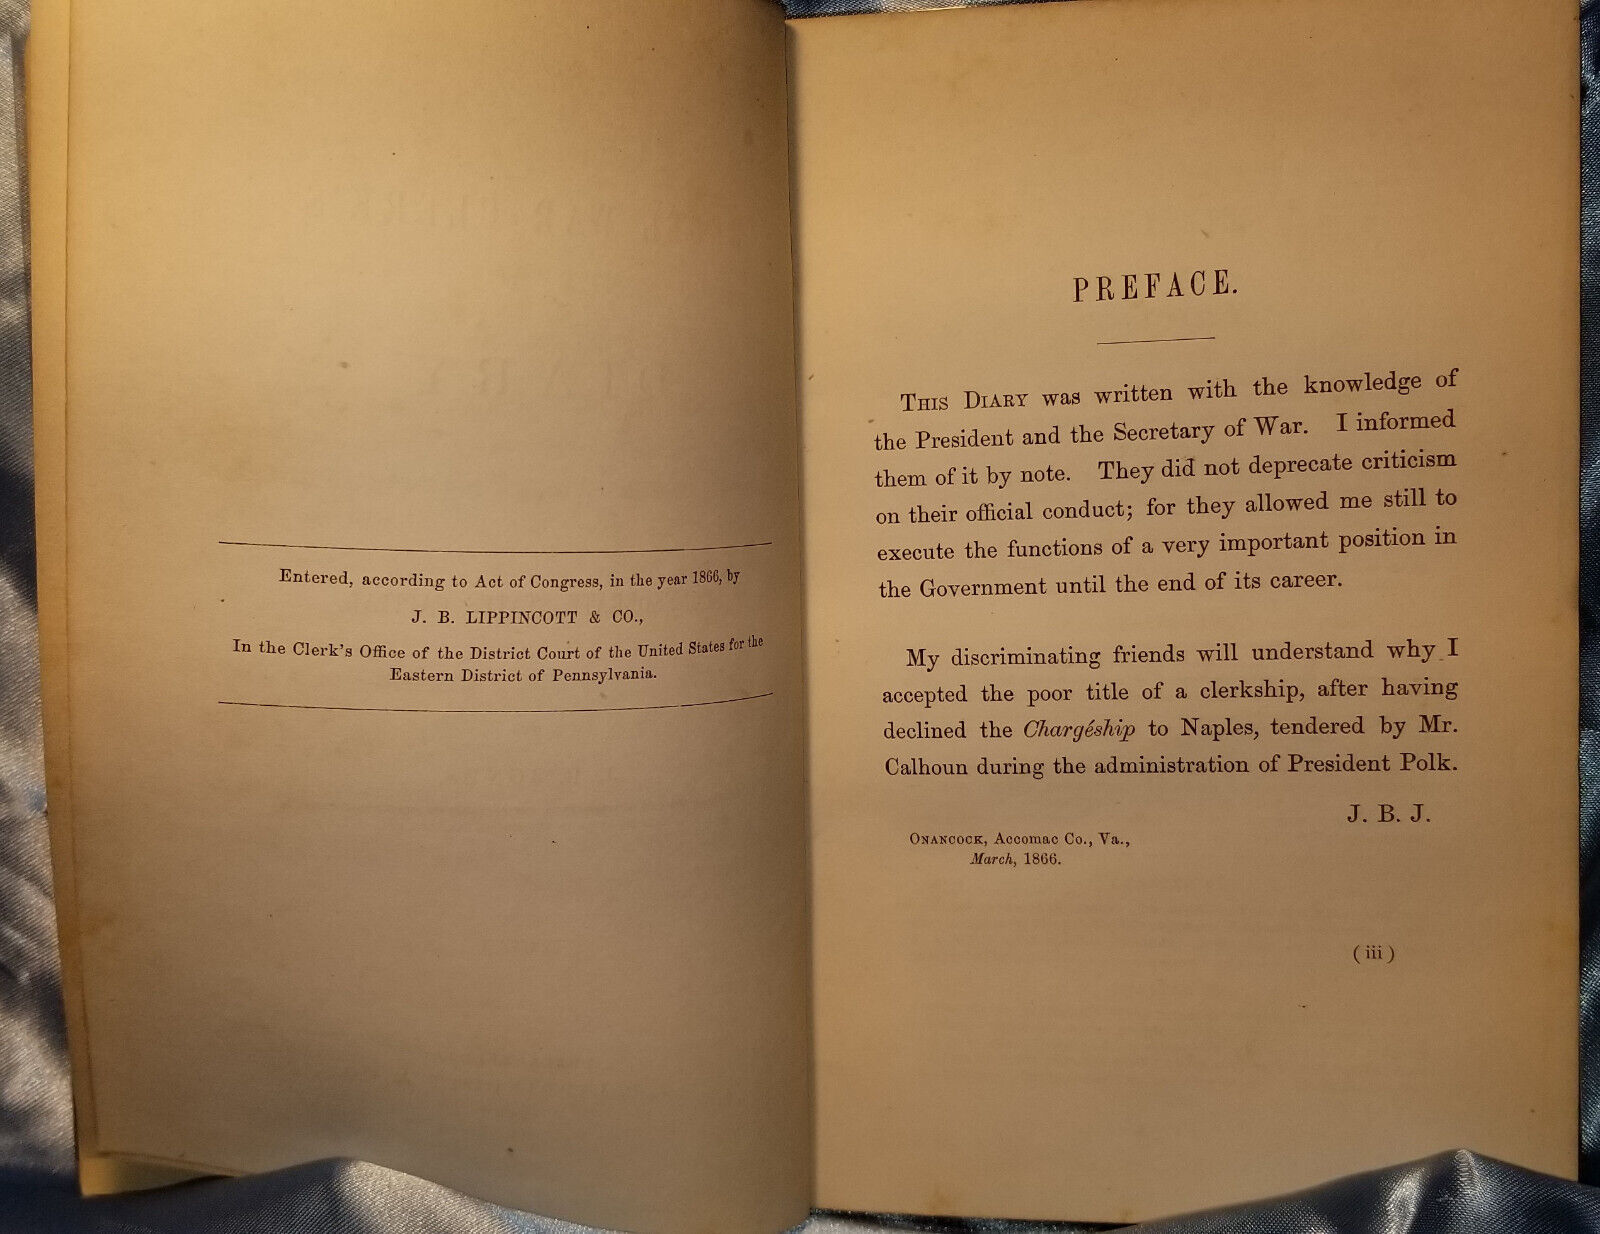 Entered, according to Act of Congress, in the year 1866, by
J. B. LIPPINCOTT & CO.,
In the Clerk's Office of the District Court of the United States for the
Eastern District of Pennsylvania.
PREFACE.
THIS DIARY was written with the knowledge of
the President and the Secretary of War. I informed
them of it by note. They did not deprecate criticism
on their official conduct; for they allowed me still to
execute the functions of a very important position in
the Government until the end of its career.
My discriminating friends will understand why I
accepted the poor title of a clerkship, after having
declined the Chargéship to Naples, tendered by Mr.
Calhoun during the administration of President Polk.
J. B. J.
ONANCOCK, Accomac Co., Va.,
March, 1866.
(iii)